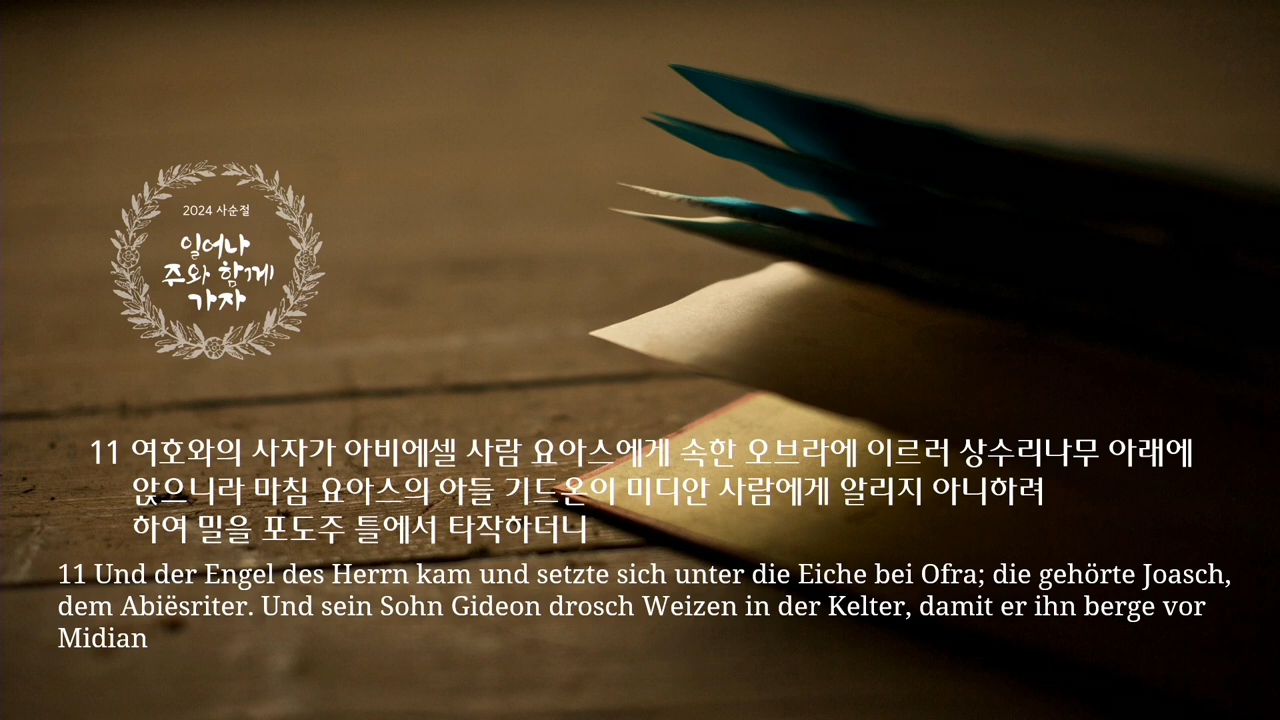 2024 사순절
일어나
주와 함께
가자
11 여호와의 사자가 아비에셀 사람 요아스에게 속한 오브라에 이르러 상수리나무 아래에
앉으니라 마침 요아스의 아들 기드온이 미디안 사람에게 알리지 아니하려
하여 밀을 포도주 틀에서 타작하더니
11 Und der Engel des Herrn kam und setzte sich unter die Eiche bei Ofra; die gehörte Joasch,
dem Abiësriter. Und sein Sohn Gideon drosch Weizen in der Kelter, damit er ihn berge vor
Midian